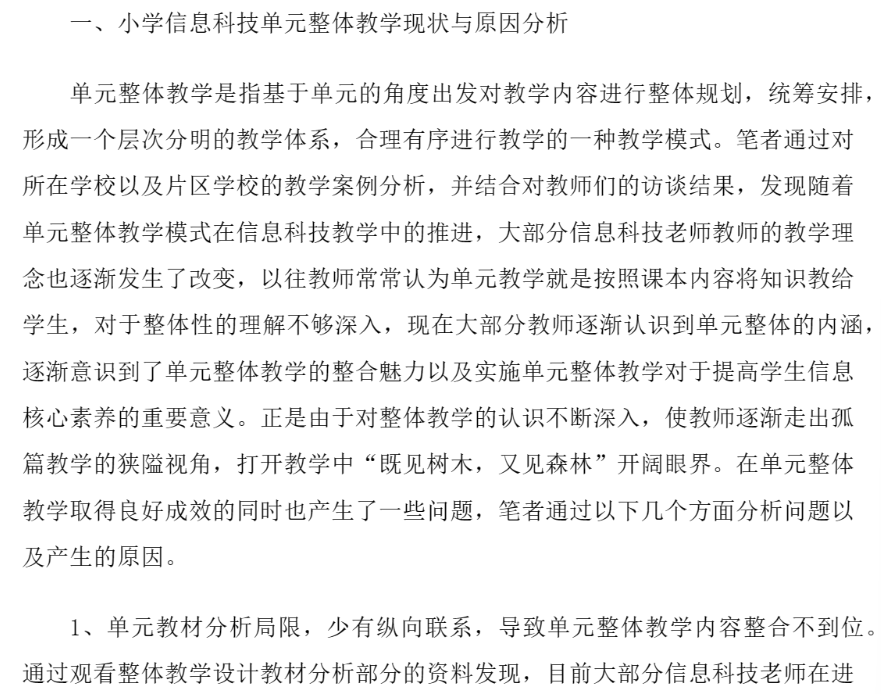 一、小学信息科技单元整体教学现状与原因分析
单元整体教学是指基于单元的角度出发对教学内容进行整体规划，统筹安排，
形成一个层次分明的教学体系，合理有序进行教学的一种教学模式。笔者通过对
所在学校以及片区学校的教学案例分析，并结合对教师们的访谈结果，发现随着
单元整体教学模式在信息科技教学中的推进，大部分信息科技老师教师的教学理
念也逐渐发生了改变，以往教师常常认为单元教学就是按照课本内容将知识教给
学生，对于整体性的理解不够深入，现在大部分教师逐渐认识到单元整体的内涵，
逐渐意识到了单元整体教学的整合魅力以及实施单元整体教学对于提高学生信息
核心素养的重要意义。正是由于对整体教学的认识不断深入，使教师逐渐走出孤
篇教学的狭隘视角，打开教学中“既见树木，又见森林”开阔眼界。在单元整体
教学取得良好成效的同时也产生了一些问题，笔者通过以下几个方面分析问题以
及产生的原因。
1、单元教材分析局限，少有纵向联系，导致单元整体教学内容整合不到位。
通过观看整体教学设计教材分析部分的资料发现，目前大部分信息科技老师在进